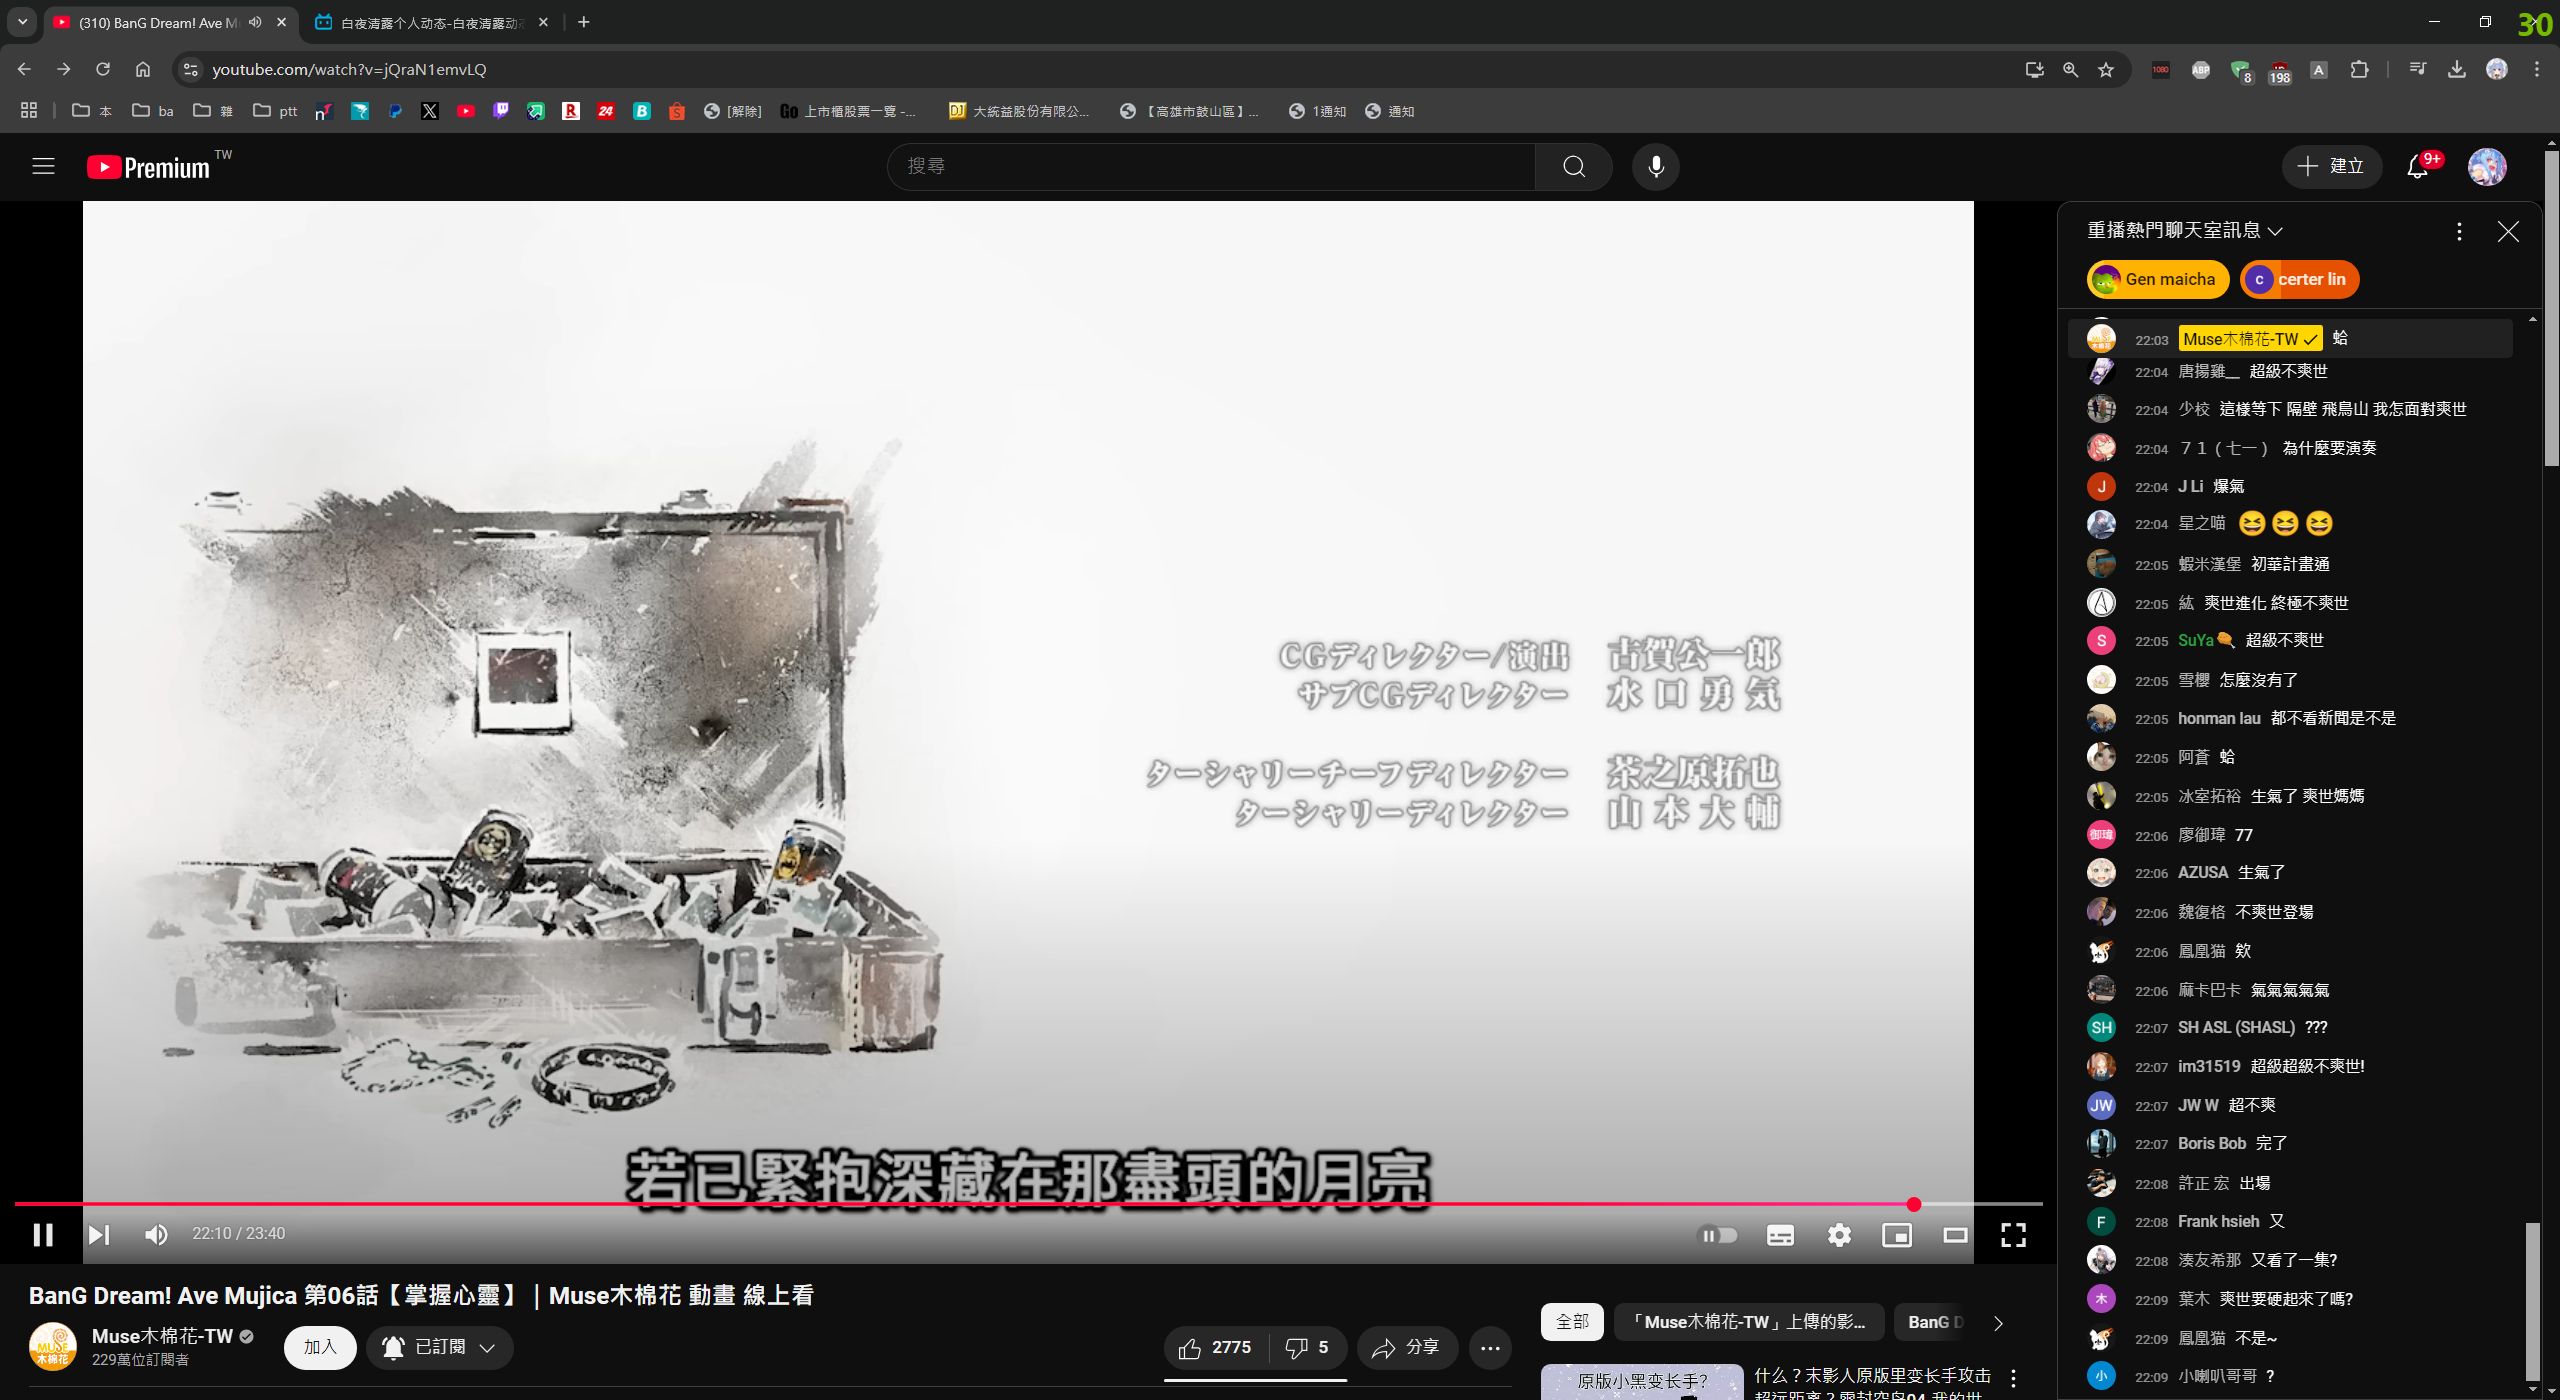 (310) BanG Dream! Ave M
白夜清露个人动态-白夜清露动
30
youtube.com/watch?v=jQraN1emvLQ
1080
ABP
8
198
A
本
ba
雜
ptt
24
B
[解除]
Go 上市櫃股票一覽 -...
DJ 大統益股份有限公...
【高雄市鼓山區】...
1通知
通知
Premium TW
搜尋
建立
9+
重播熱門聊天室訊息
Gen maicha
c certer lin
22:03 Muse木棉花-TW 蛤
22:04 唐揚雞__ 超級不爽世
22:04 少校 這樣等下 隔壁 飛鳥山 我怎面對爽世
22:04 ７１（七一） 為什麼要演奏
J 22:04 J Li 爆氣
22:04 星之喵 😆😆😆
22:05 蝦米漢堡 初華計畫通
22:05 紘 爽世進化 終極不爽世
S 22:05 SuYa 超級不爽世
22:05 雪櫻 怎麼沒有了
22:05 honman lau 都不看新聞是不是
22:05 阿蒼 蛤
22:05 冰室拓裕 生氣了 爽世媽媽
御瑋 22:06 廖御瑋 77
22:06 AZUSA 生氣了
22:06 魏復格 不爽世登場
22:06 鳳凰猫 欸
22:06 麻卡巴卡 氣氣氣氣氣
SH 22:07 SH ASL (SHASL) ???
22:07 im31519 超級超級不爽世!
JW 22:07 JW W 超不爽
22:07 Boris Bob 完了
22:08 許正宏 出場
F 22:08 Frank hsieh 又
22:08 湊友希那 又看了一集?
木 22:09 葉木 爽世要硬起來了嗎?
22:09 鳳凰猫 不是~
小 22:09 小喇叭哥哥 ?
CGディレクター/演出 古賀公一郎
サブCGディレクター 水口勇気
ターシャリーチーフディレクター 茶之原拓也
ターシャリーディレクター 山本大輔
若已緊抱深藏在那盡頭的月亮
22:10 / 23:40
BanG Dream! Ave Mujica 第06話【掌握心靈】｜Muse木棉花 動畫 線上看
MUSE 木棉花
Muse木棉花-TW
229萬位訂閱者
加入
已訂閱
2775
5
分享
全部
「Muse木棉花-TW」上傳的影...
BanG D
原版小黑变长手?
什么？末影人原版里变长手攻击